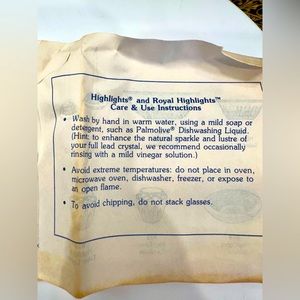 Highlights® and Royal Highlights™
Care & Use Instructions
• Wash by hand in warm water, using a mild soap or
detergent, such as Palmolive® Dishwashing Liquid.
(Hint: to enhance the natural sparkle and lustre of
your full lead crystal, we recommend occasionally
rinsing with a mild vinegar solution.)
• Avoid extreme temperatures: do not place in oven,
microwave oven, dishwasher, freezer, or expose to
an open flame.
• To avoid chipping, do not stack glasses.